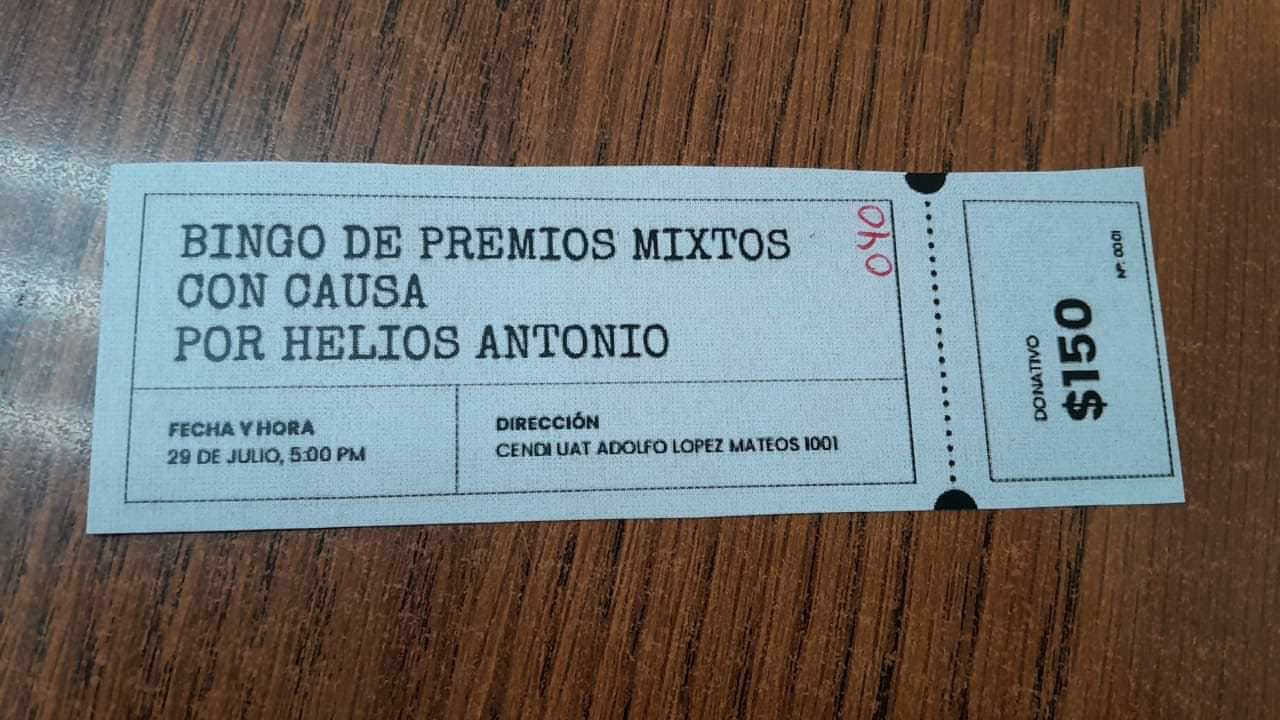 BINGO DE PREMIOS MIXTOS
CON CAUSA
POR HELIOS ANTONIO
040
FECHA Y HORA
29 DE JULIO, 5:00 PM
DIRECCIÓN
CENDI UAT ADOLFO LOPEZ MATEOS 1001
DONATIVO
$150
Nº: 0001